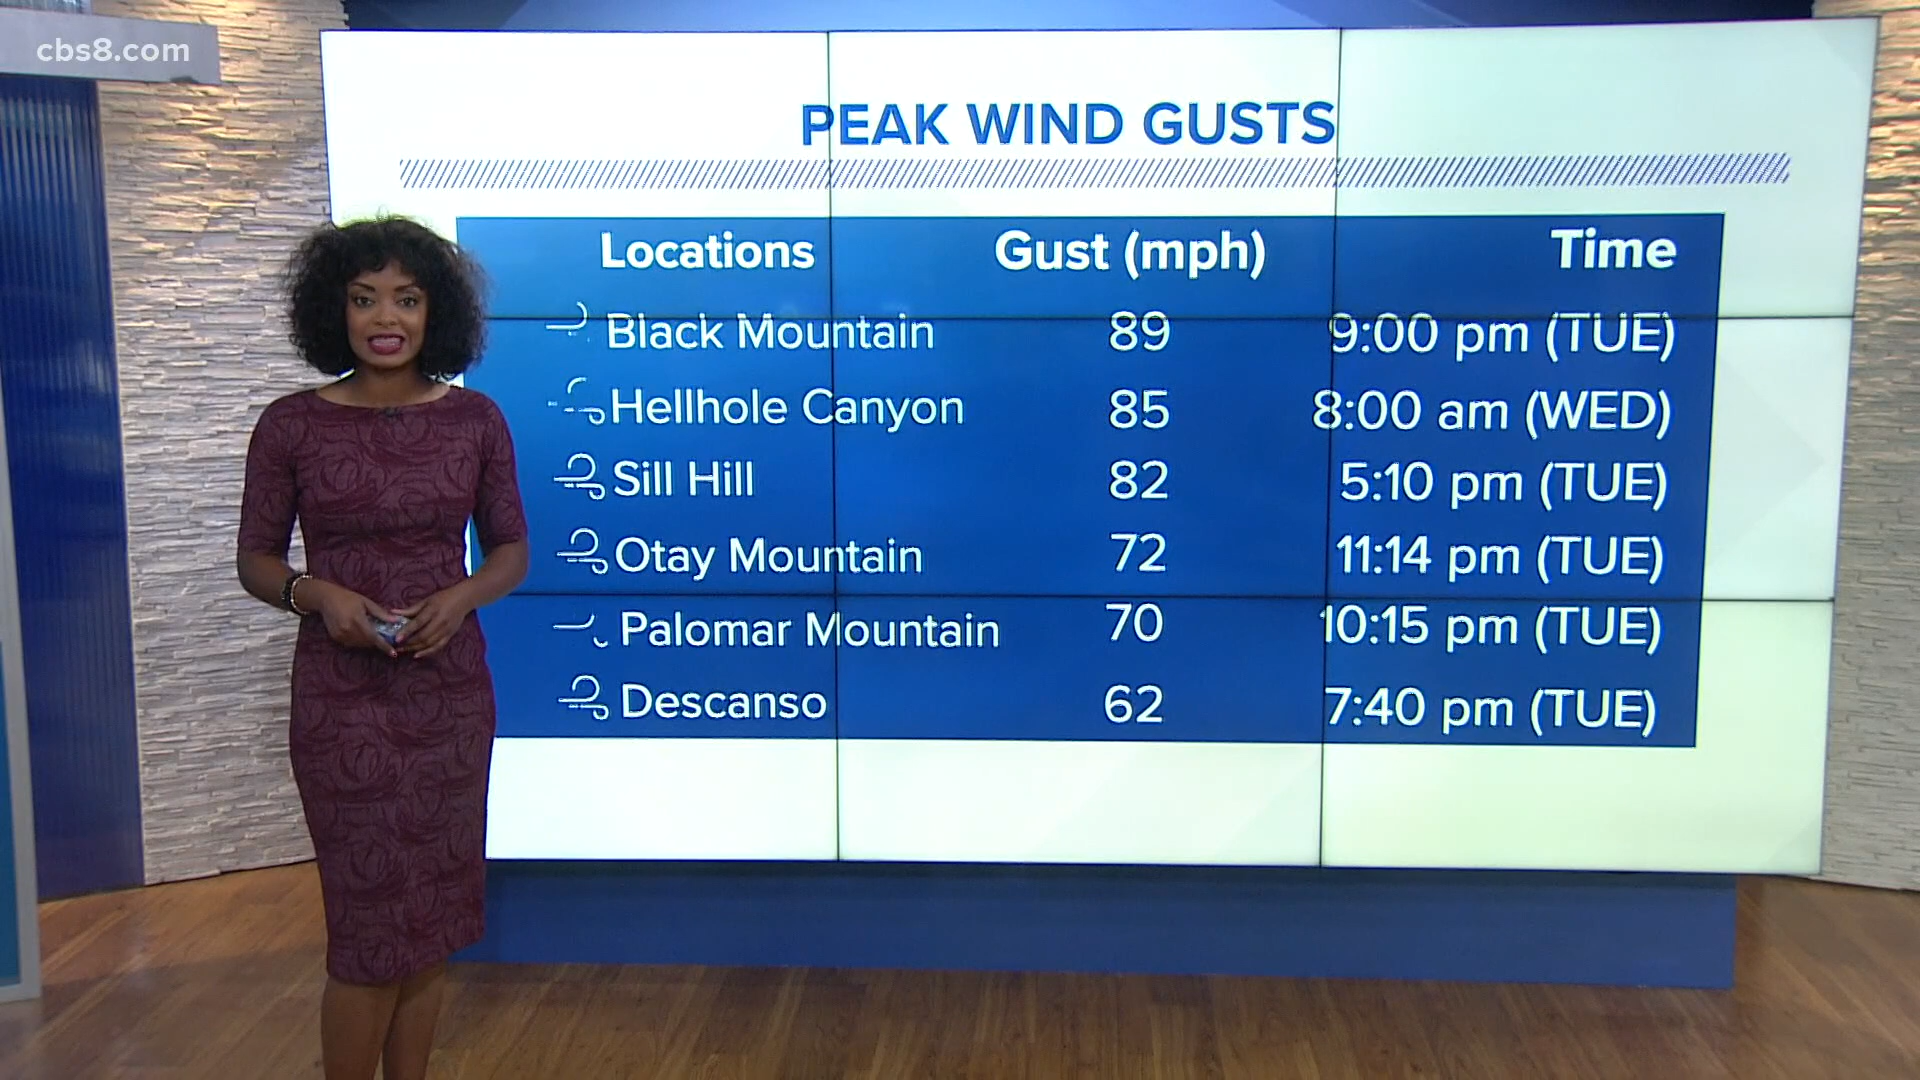 cbs8.com
PEAK WIND GUSTS
Locations Gust (mph) Time
Black Mountain 89 9:00 pm (TUE)
Hellhole Canyon 85 8:00 am (WED)
Sill Hill 82 5:10 pm (TUE)
Otay Mountain 72 11:14 pm (TUE)
Palomar Mountain 70 10:15 pm (TUE)
Descanso 62 7:40 pm (TUE)